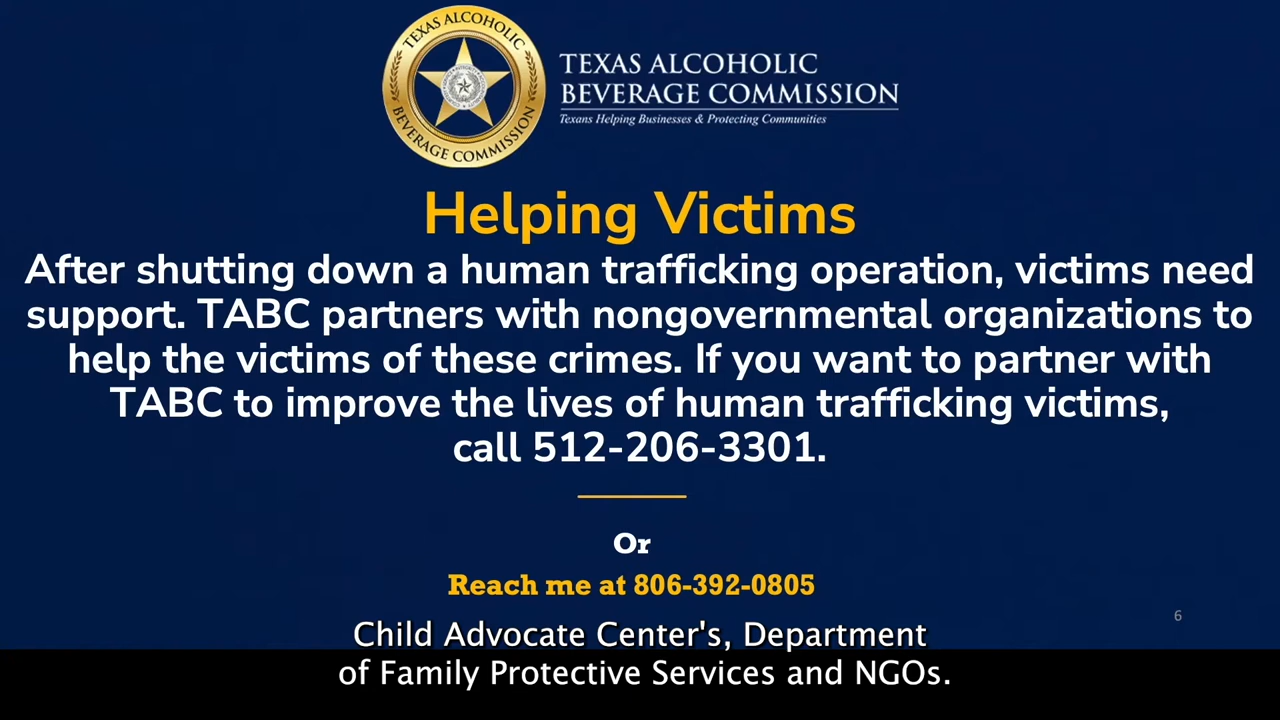 TEXAS ALCOHOLIC
BEVERAGE COMMISSION
TEXAS ALCOHOLIC
BEVERAGE COMMISSION
Texans Helping Businesses & Protecting Communities
Helping Victims
After shutting down a human trafficking operation, victims need
support. TABC partners with nongovernmental organizations to
help the victims of these crimes. If you want to partner with
TABC to improve the lives of human trafficking victims,
call 512-206-3301.
Or
Reach me at 806-392-0805
6
Child Advocate Center's, Department
of Family Protective Services and NGOs.